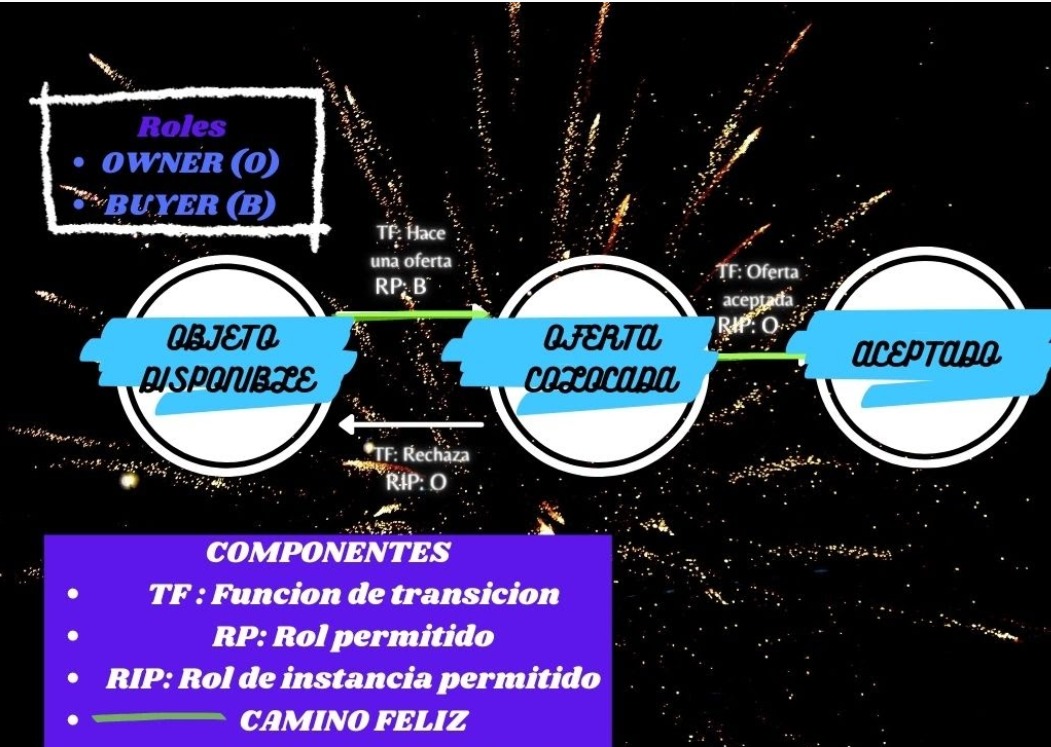 Roles
• OWNER (O)
• BUYER (B)
TF: Hace
una oferta
RP: B
TF: Oferta
aceptada
RIP: O
OBJETO
DISPONIBLE
OFERTA
COLOCADA
ACEPTADO
TF: Rechaza
RIP: O
COMPONENTES
• TF : Funcion de transicion
• RP: Rol permitido
• RIP: Rol de instancia permitido
• CAMINO FELIZ